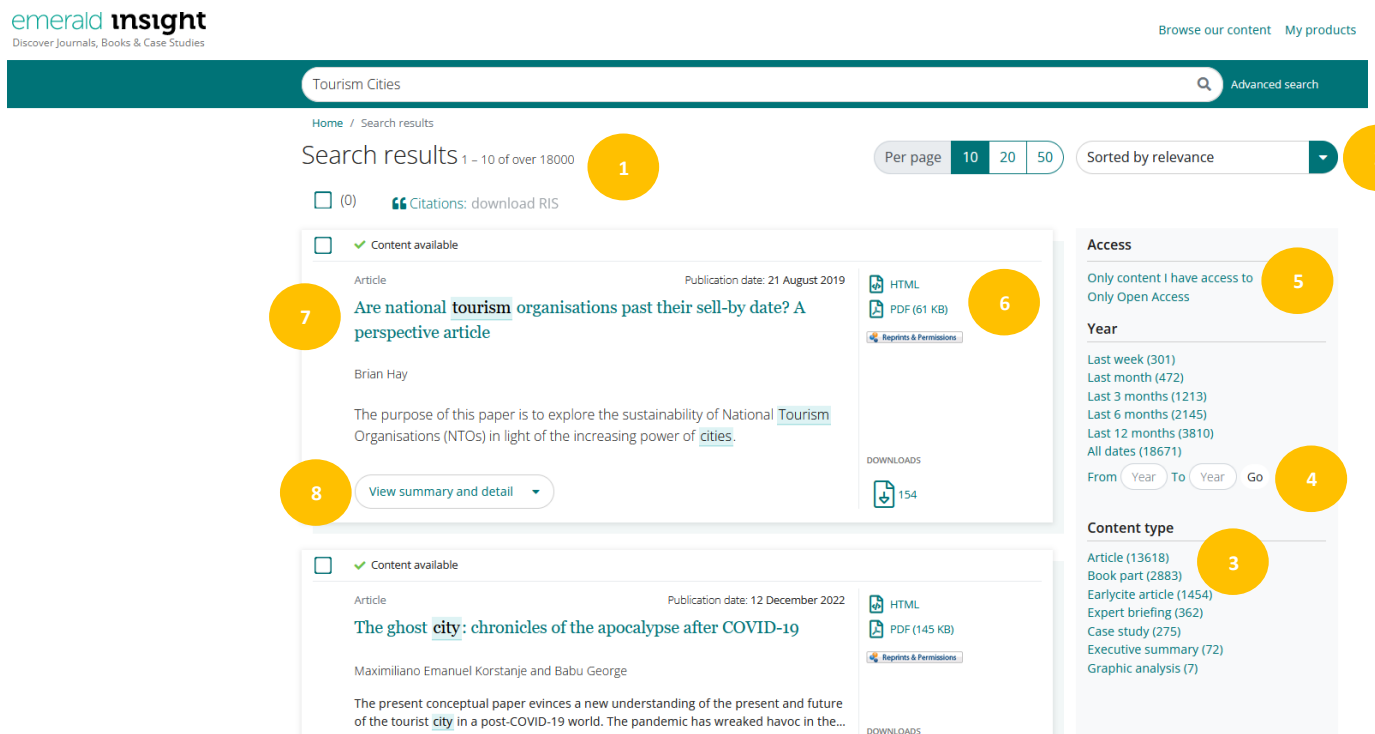 emerald insight
Discover Journals, Books & Case Studies
Browse our content My products
Tourism Cities
Advanced search
Home / Search results
Search results 1 – 10 of over 18000
1
Per page 10 20 50
Sorted by relevance
(0)
Citations: download RIS
Content available
Article
Publication date: 21 August 2019
7
Are national tourism organisations past their sell-by date? A
perspective article
Brian Hay
The purpose of this paper is to explore the sustainability of National Tourism
Organisations (NTOs) in light of the increasing power of cities.
8
View summary and detail
HTML
PDF (61 KB)
6
Reprints & Permissions
DOWNLOADS
154
Content available
Article
Publication date: 12 December 2022
The ghost city: chronicles of the apocalypse after COVID-19
Maximiliano Emanuel Korstanje and Babu George
The present conceptual paper evinces a new understanding of the present and future
of the tourist city in a post-COVID-19 world. The pandemic has wreaked havoc in the…
HTML
PDF (145 KB)
Reprints & Permissions
DOWNLOADS
Access
Only content I have access to
Only Open Access
5
Year
Last week (301)
Last month (472)
Last 3 months (1213)
Last 6 months (2145)
Last 12 months (3810)
All dates (18671)
From Year To Year Go
4
Content type
Article (13618)
Book part (2883)
Earlycite article (1454)
Expert briefing (362)
Case study (275)
Executive summary (72)
Graphic analysis (7)
3